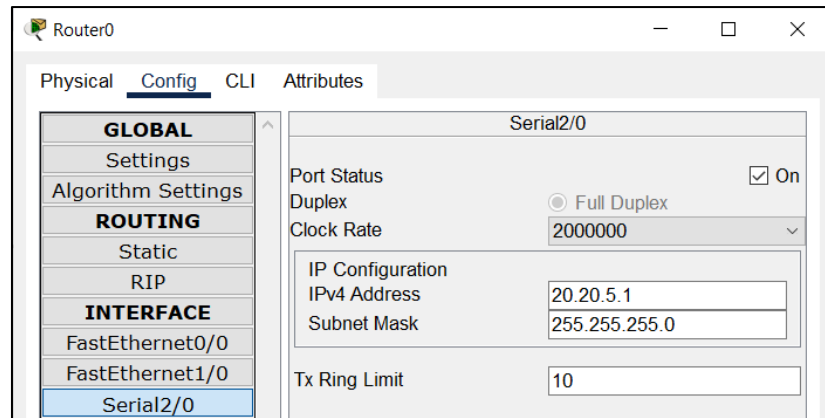 Router0
Physical Config CLI Attributes
GLOBAL
Settings
Algorithm Settings
ROUTING
Static
RIP
INTERFACE
FastEthernet0/0
FastEthernet1/0
Serial2/0
Serial2/0
Port Status On
Duplex Full Duplex
Clock Rate 2000000
IP Configuration
IPv4 Address 20.20.5.1
Subnet Mask 255.255.255.0
Tx Ring Limit 10